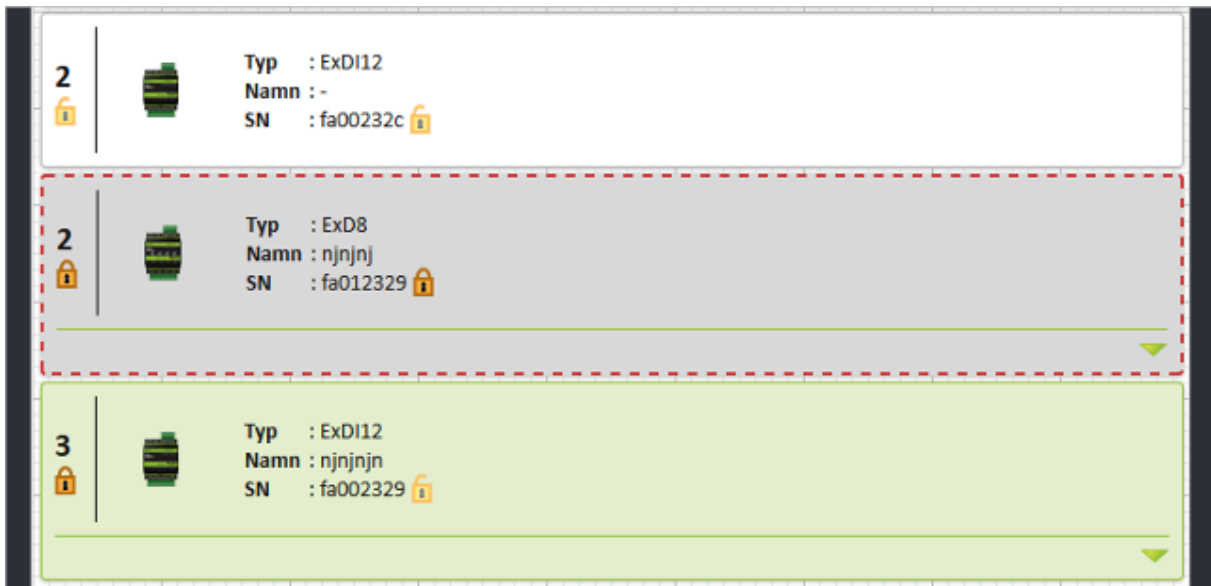 2
Typ : ExDI12
Namn : -
SN : fa00232c
2
Typ : ExD8
Namn : njnjnj
SN : fa012329
3
Typ : ExDI12
Namn : njnjnjn
SN : fa002329